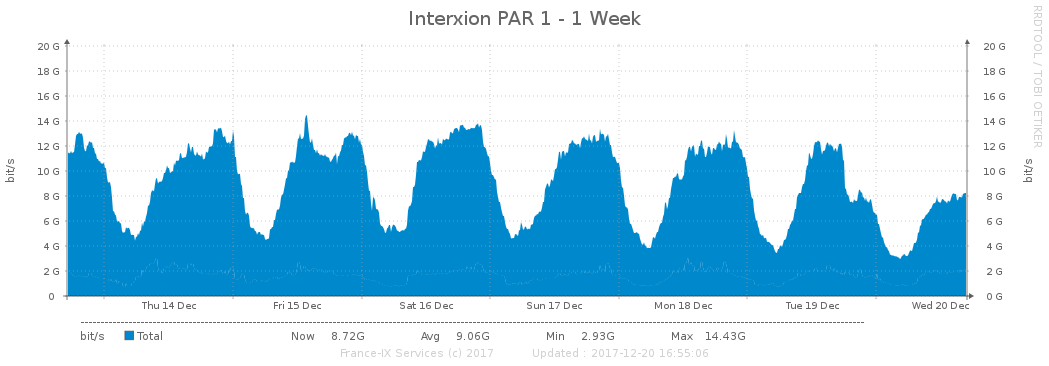 Interxion PAR 1 - 1 Week
RRDTOOL / TOBI OETIKER
bit/s
bit/s
20 G 20 G
18 G 18 G
16 G 16 G
14 G 14 G
12 G 12 G
10 G 10 G
8 G 8 G
6 G 6 G
4 G 4 G
2 G 2 G
0 0 G
Thu 14 Dec Fri 15 Dec Sat 16 Dec Sun 17 Dec Mon 18 Dec Tue 19 Dec Wed 20 Dec
bit/s Total Now 8.72G Avg 9.06G Min 2.93G Max 14.43G
France-IX Services (c) 2017 Updated : 2017-12-20 16:55:06